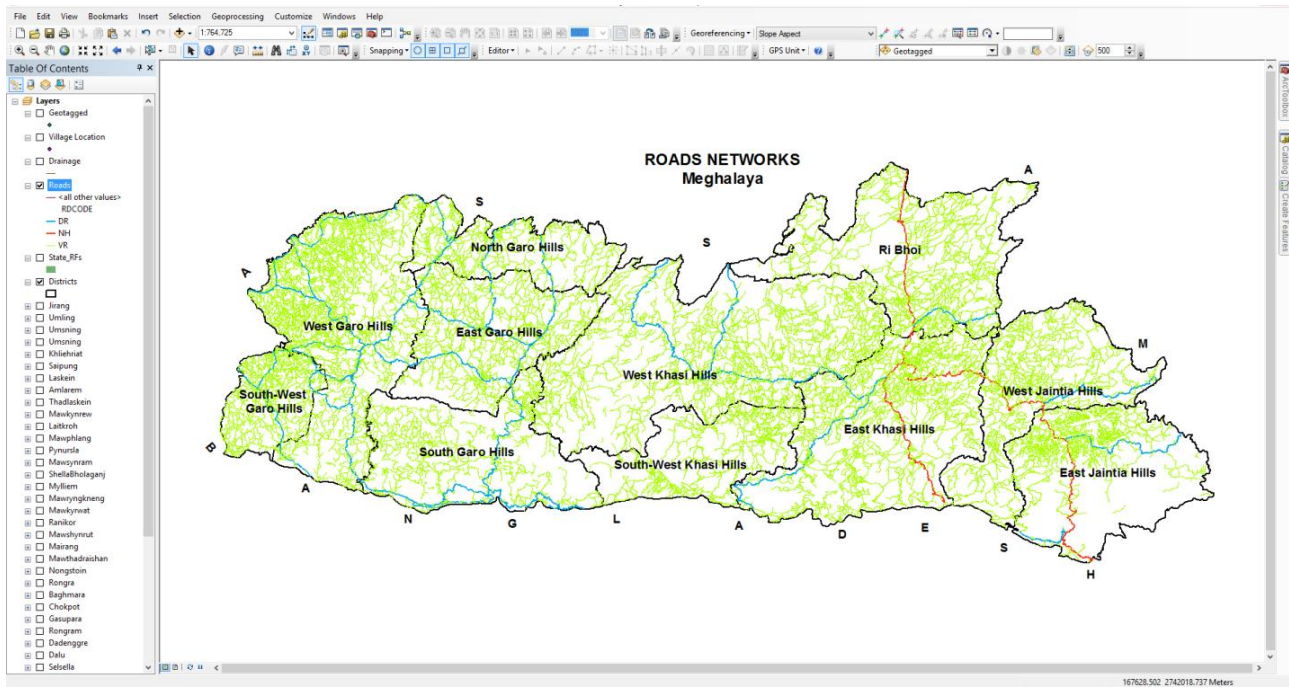 File Edit View Bookmarks Insert Selection Geoprocessing Customize Windows Help
1:764,725
Georeferencing
Slope Aspect
Snapping
Editor
GPS Unit
Geotagged
500
Table Of Contents
Layers
Geotagged
Village Location
Drainage
Roads
<all other values>
RDCODE
DR
NH
VR
State_RFs
Districts
Jirang
Umling
Umsning
Umsning
Khliehriat
Saipung
Laskein
Amlarem
Thadlaskein
Mawkynrew
Laitkroh
Mawphlang
Pynursla
Mawsynram
ShellaBholaganj
Mylliem
Mawryngkneng
Mawkyrwat
Ranikor
Mawshynrut
Mairang
Mawthadraishan
Nongstoin
Rongra
Baghmara
Chokpot
Gasupara
Rongram
Dadenggre
Dalu
Selsella
ROADS NETWORKS
Meghalaya
A S S A M
North Garo Hills
Ri Bhoi
West Garo Hills
East Garo Hills
West Khasi Hills
West Jaintia Hills
South-West
Garo Hills
East Khasi Hills
South Garo Hills
South-West Khasi Hills
East Jaintia Hills
B A N G L A D E S H
ArcToolbox
Catalog
Create Features
167628.502 2742018.737 Meters